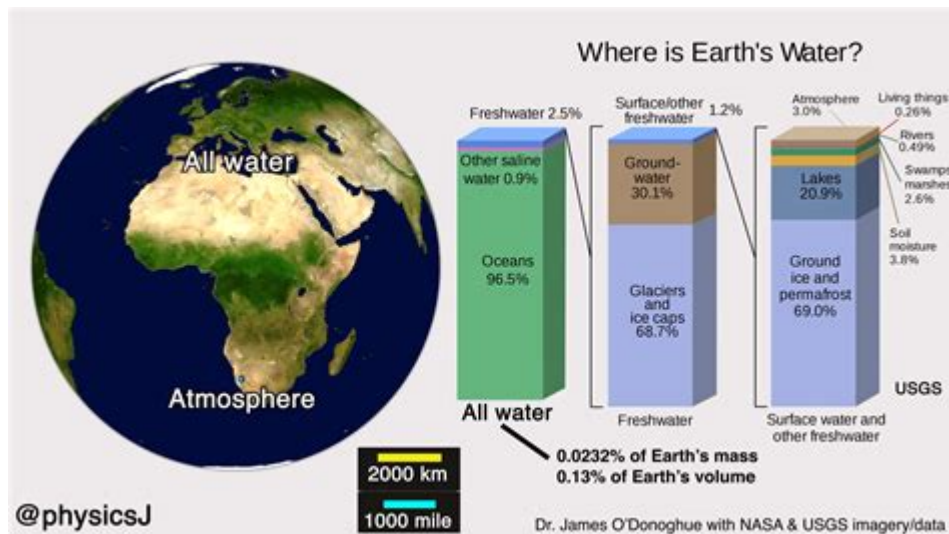 Where is Earth's Water?
All water
Atmosphere
Freshwater 2.5%
Other saline
water 0.9%
Oceans
96.5%
All water
0.0232% of Earth's mass
0.13% of Earth's volume
Surface/other
freshwater
1.2%
Ground-
water
30.1%
Glaciers
and
ice caps
68.7%
Freshwater
Atmosphere
3.0%
Living things
0.26%
Rivers
0.49%
Swamps
marshes
2.6%
Soil
moisture
3.8%
Lakes
20.9%
Ground
ice and
permafrost
69.0%
USGS
Surface water and
other freshwater
2000 km
1000 mile
@physicsJ
Dr. James O'Donoghue with NASA & USGS imagery/data